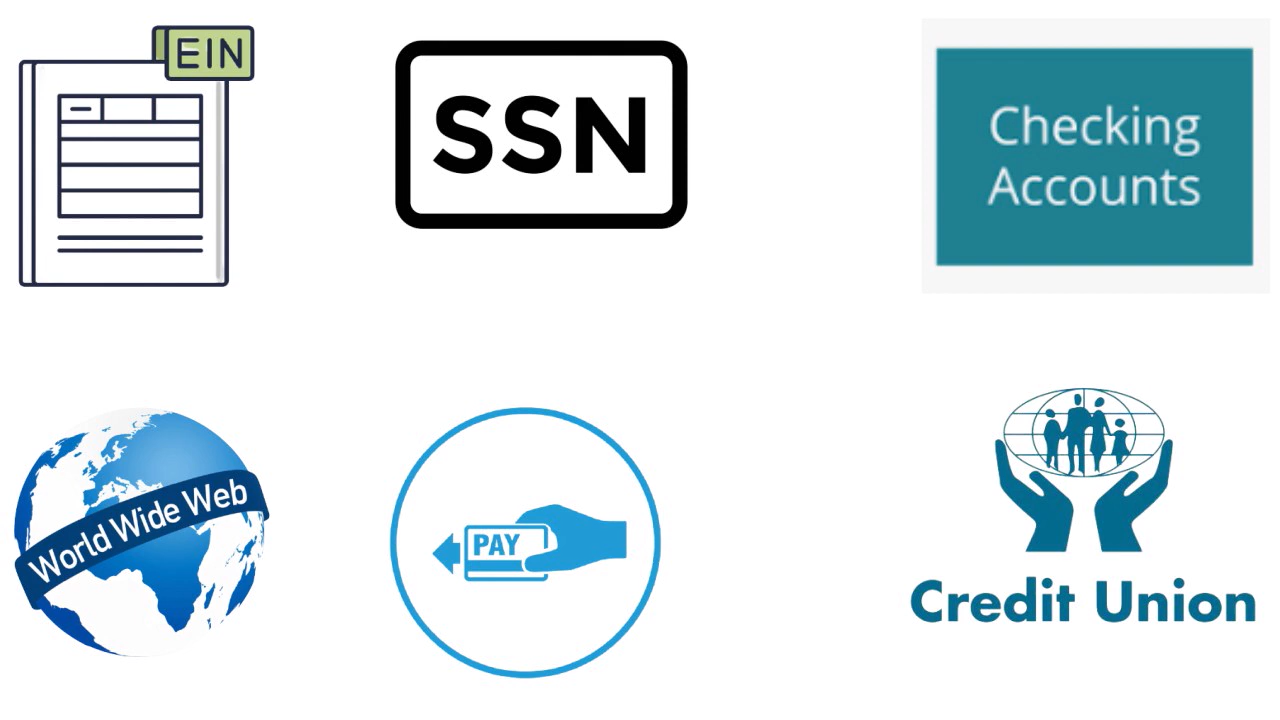 EIN
SSN
Checking
Accounts
World Wide Web
PAY
Credit Union